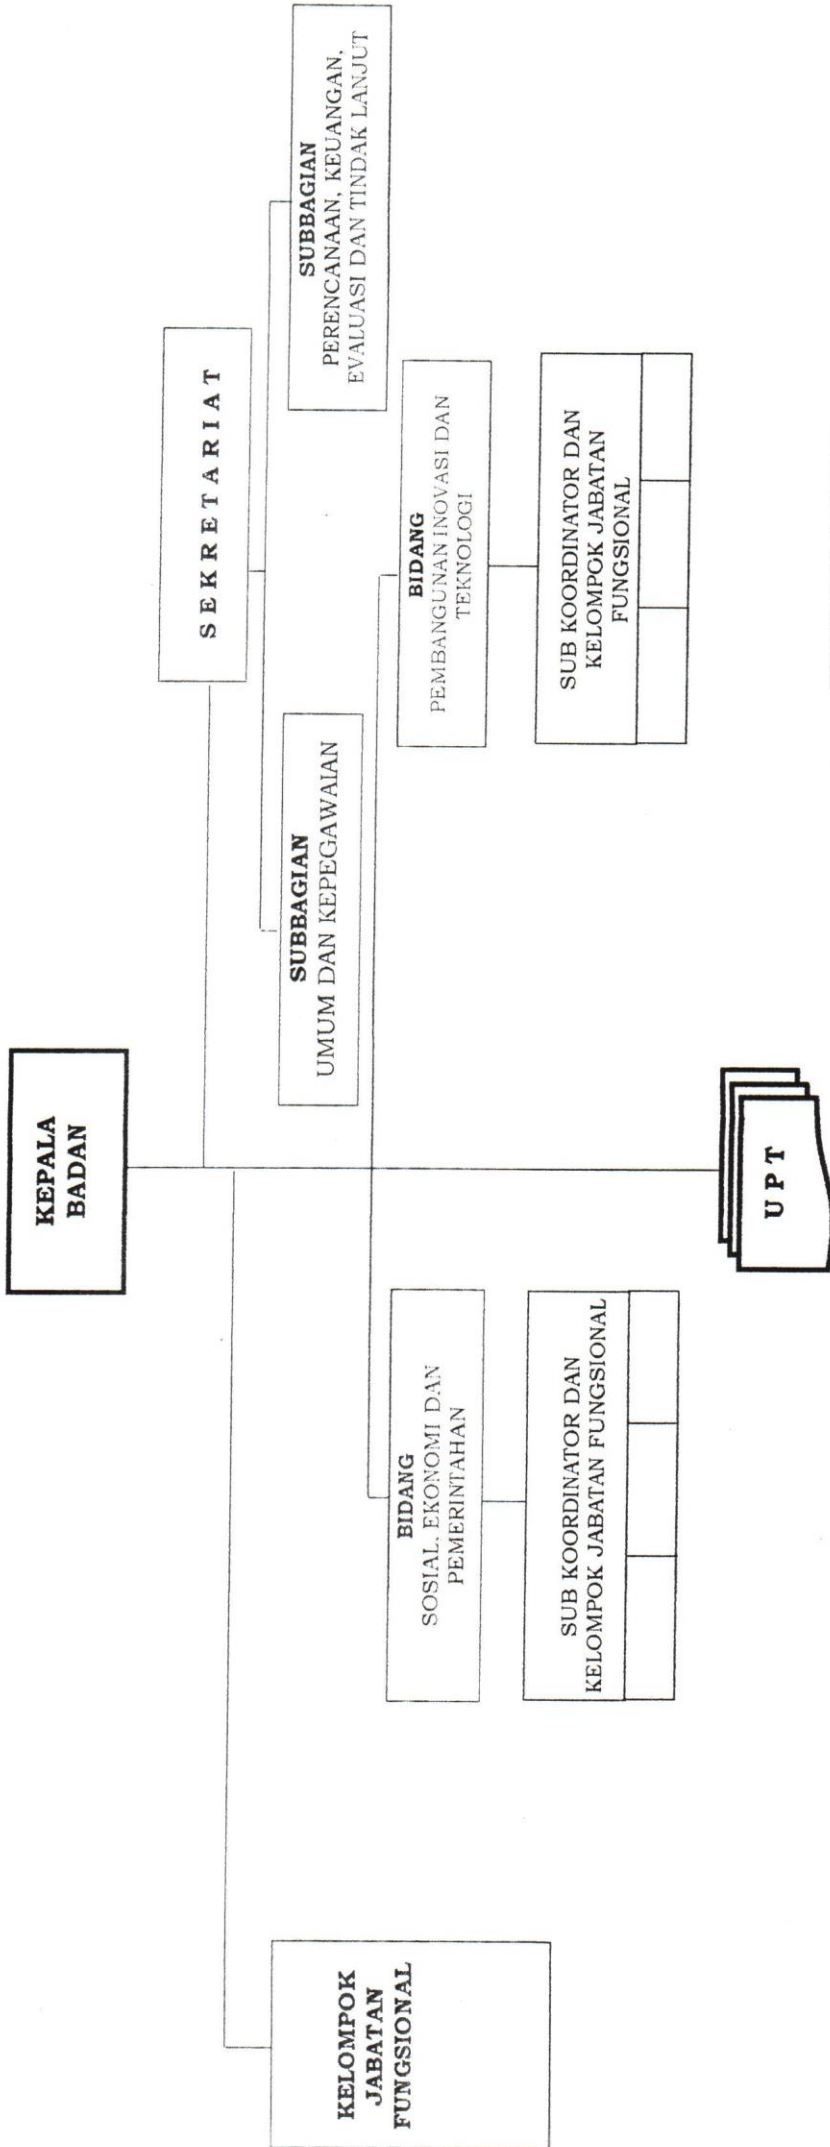 KEPALA
BADAN
SEKRETARIAT
KELOMPOK
JABATAN
FUNGSIONAL
SUBBAGIAN
UMUM DAN KEPEGAWAIAN
SUBBAGIAN
PERENCANAAN, KEUANGAN,
EVALUASI DAN TINDAK LANJUT
BIDANG
SOSIAL, EKONOMI DAN
PEMERINTAHAN
BIDANG
PEMBANGUNAN INOVASI DAN
TEKNOLOGI
SUB KOORDINATOR DAN
KELOMPOK JABATAN FUNGSIONAL
SUB KOORDINATOR DAN
KELOMPOK JABATAN
FUNGSIONAL
UPT